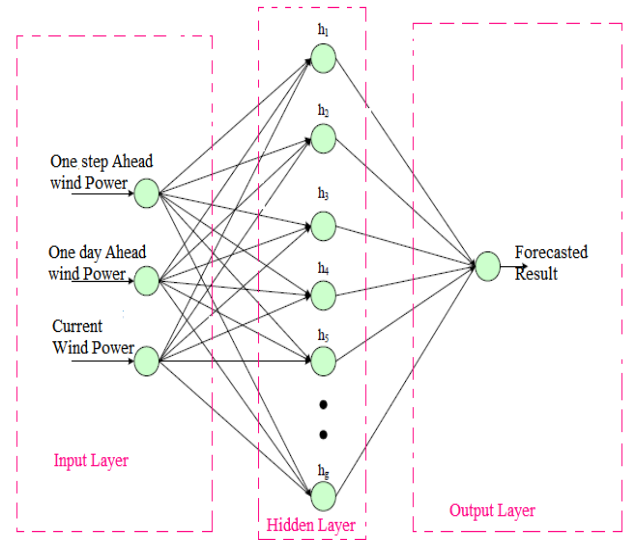 h1
h2
One step Ahead
wind Power
h3
One day Ahead
wind Power
Forecasted
Result
h4
Current
Wind Power
h5
Input Layer
hg
Output Layer
Hidden Layer